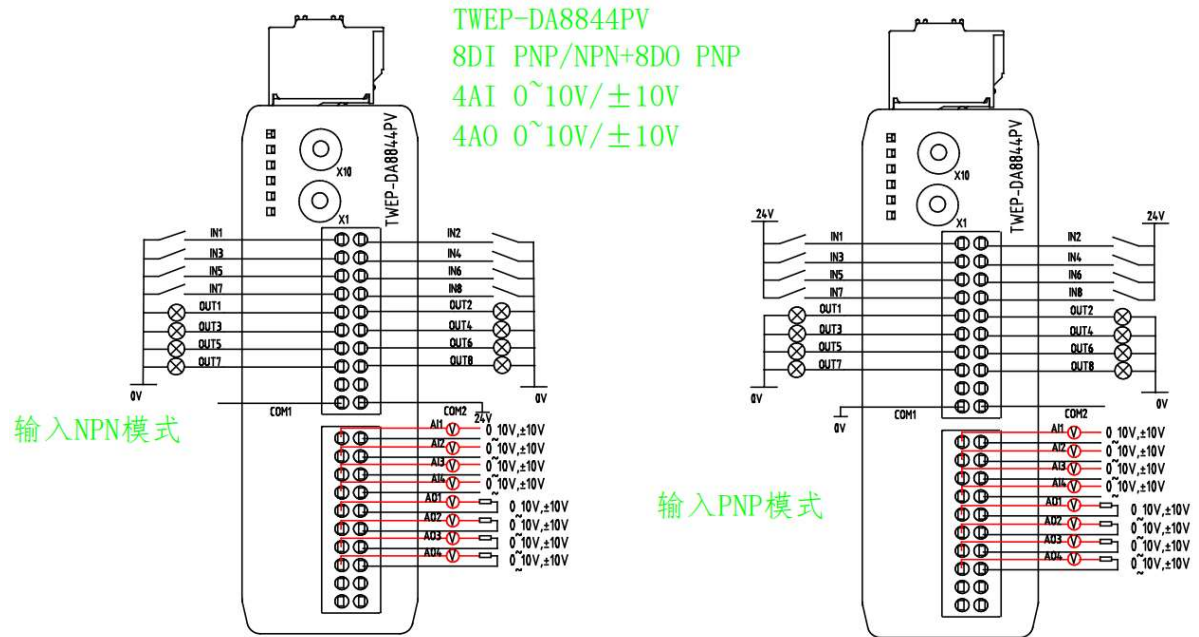 TWEP-DA8844PV
8DI PNP/NPN+8DO PNP
4AI 0~10V/±10V
4AO 0~10V/±10V
X10
X1
TWEP-DA8844PV
IN1
IN2
IN3
IN4
IN5
IN6
IN7
IN8
OUT1
OUT2
OUT3
OUT4
OUT5
OUT6
OUT7
OUT8
0V
0V
COM1
COM2
24V
输入NPN模式
AI1
0~10V,±10V
AI2
0~10V,±10V
AI3
0~10V,±10V
AI4
0~10V,±10V
AO1
0~10V,±10V
AO2
0~10V,±10V
AO3
0~10V,±10V
AO4
0~10V,±10V
V
V
V
V
V
V
V
V
X10
X1
TWEP-DA8844PV
24V
24V
IN1
IN2
IN3
IN4
IN5
IN6
IN7
IN8
OUT1
OUT2
OUT3
OUT4
OUT5
OUT6
OUT7
OUT8
0V
0V
COM1
COM2
0V
输入PNP模式
AI1
0~10V,±10V
AI2
0~10V,±10V
AI3
0~10V,±10V
AI4
0~10V,±10V
AO1
0~10V,±10V
AO2
0~10V,±10V
AO3
0~10V,±10V
AO4
0~10V,±10V
V
V
V
V
V
V
V
V